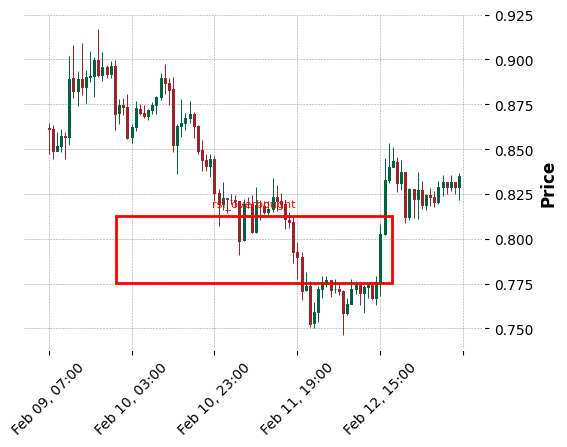 0.925
0.900
0.875
0.850
0.825
0.800
0.775
0.750
Price
rsi_overbought
Feb 09, 07:00
Feb 10, 03:00
Feb 10, 23:00
Feb 11, 19:00
Feb 12, 15:00